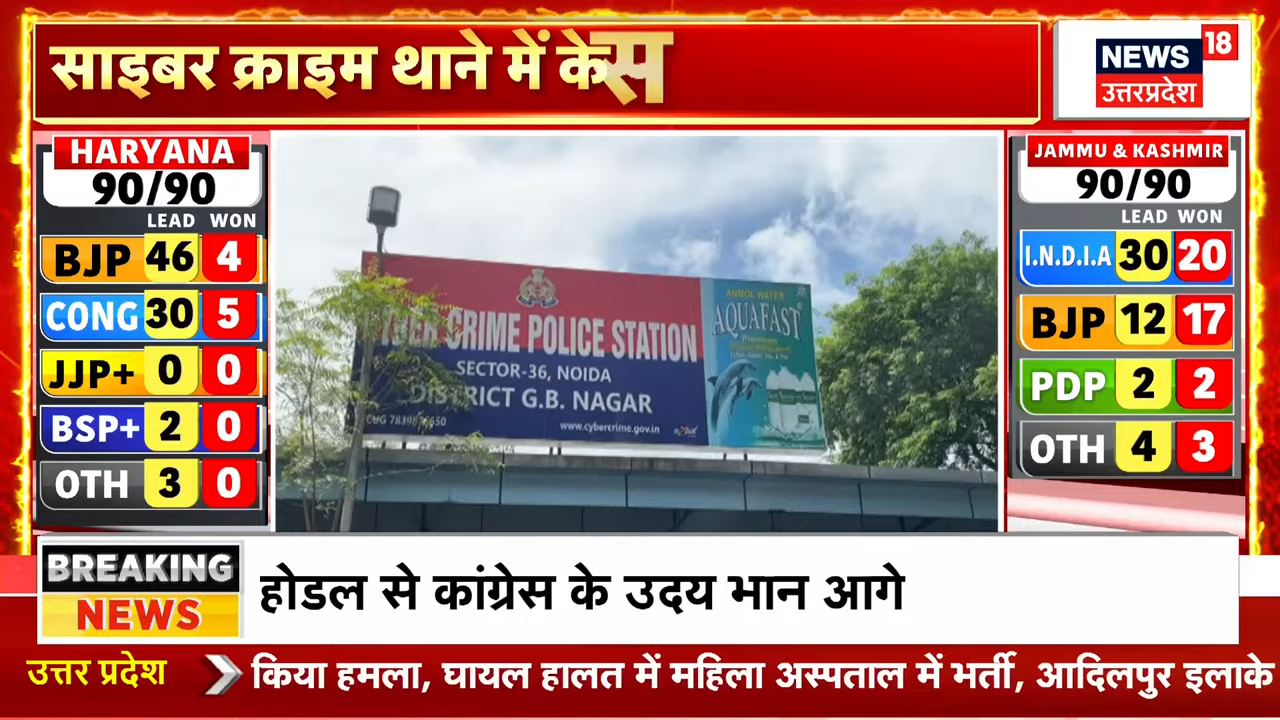 साइबर क्राइम थाने में केस
NEWS 18
उत्तरप्रदेश
HARYANA
90/90
LEAD WON
BJP 46 4
CONG 30 5
JJP+ 0 0
BSP+ 2 0
OTH 3 0
CYBER CRIME POLICE STATION
SECTOR-36, NOIDA
DISTRICT G.B. NAGAR
www.cybercrime.gov.in
ANMOL WATER
AQUAFAST
JAMMU & KASHMIR
90/90
LEAD WON
I.N.D.I.A 30 20
BJP 12 17
PDP 2 2
OTH 4 3
BREAKING
NEWS
होडल से कांग्रेस के उदय भान आगे
उत्तर प्रदेश
किया हमला, घायल हालत में महिला अस्पताल में भर्ती, आदिलपुर इलाके